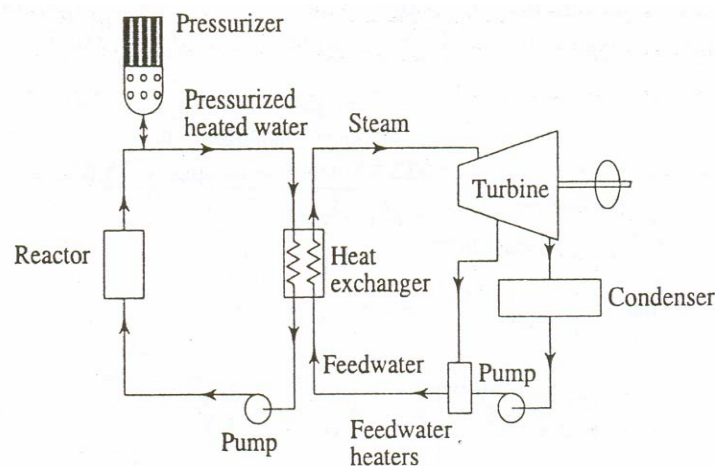 Pressurizer
Pressurized
heated water
Steam
Turbine
Reactor
Heat
exchanger
Condenser
Feedwater
Pump
Pump
Feedwater
heaters